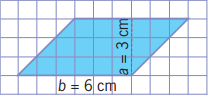 a = 3 cm
b = 6 cm